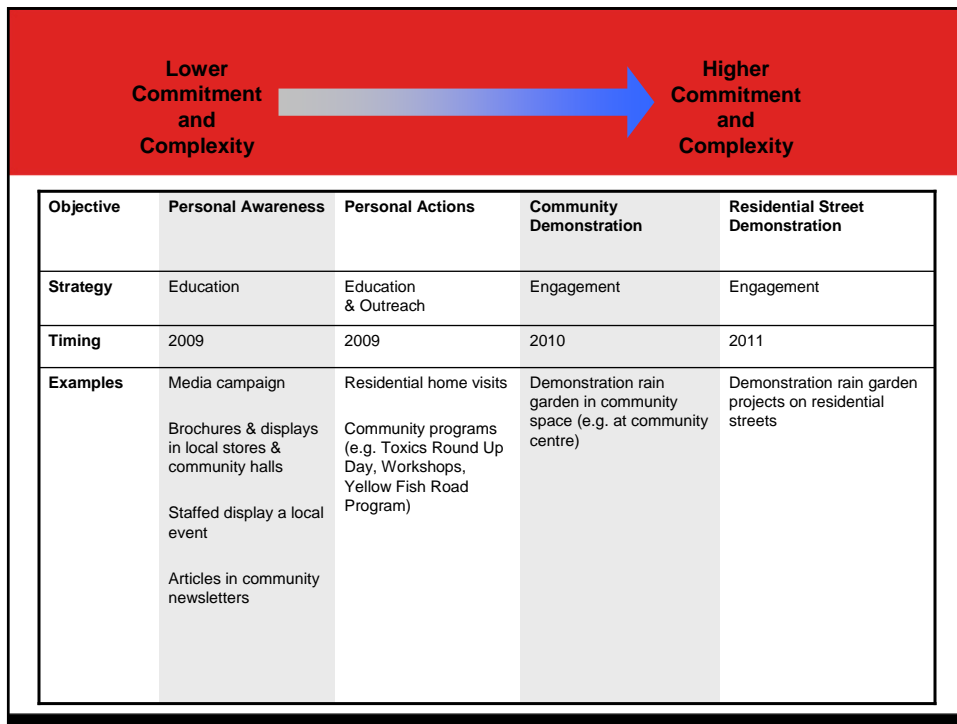 Lower
Commitment
and
Complexity
Higher
Commitment
and
Complexity
Objective
Personal Awareness
Personal Actions
Community
Demonstration
Residential Street
Demonstration
Strategy
Education
Education
& Outreach
Engagement
Engagement
Timing
2009
2009
2010
2011
Examples
Media campaign
Brochures & displays
in local stores &
community halls
Staffed display a local
event
Articles in community
newsletters
Residential home visits
Community programs
(e.g. Toxics Round Up
Day, Workshops,
Yellow Fish Road
Program)
Demonstration rain
garden in community
space (e.g. at community
centre)
Demonstration rain garden
projects on residential
streets